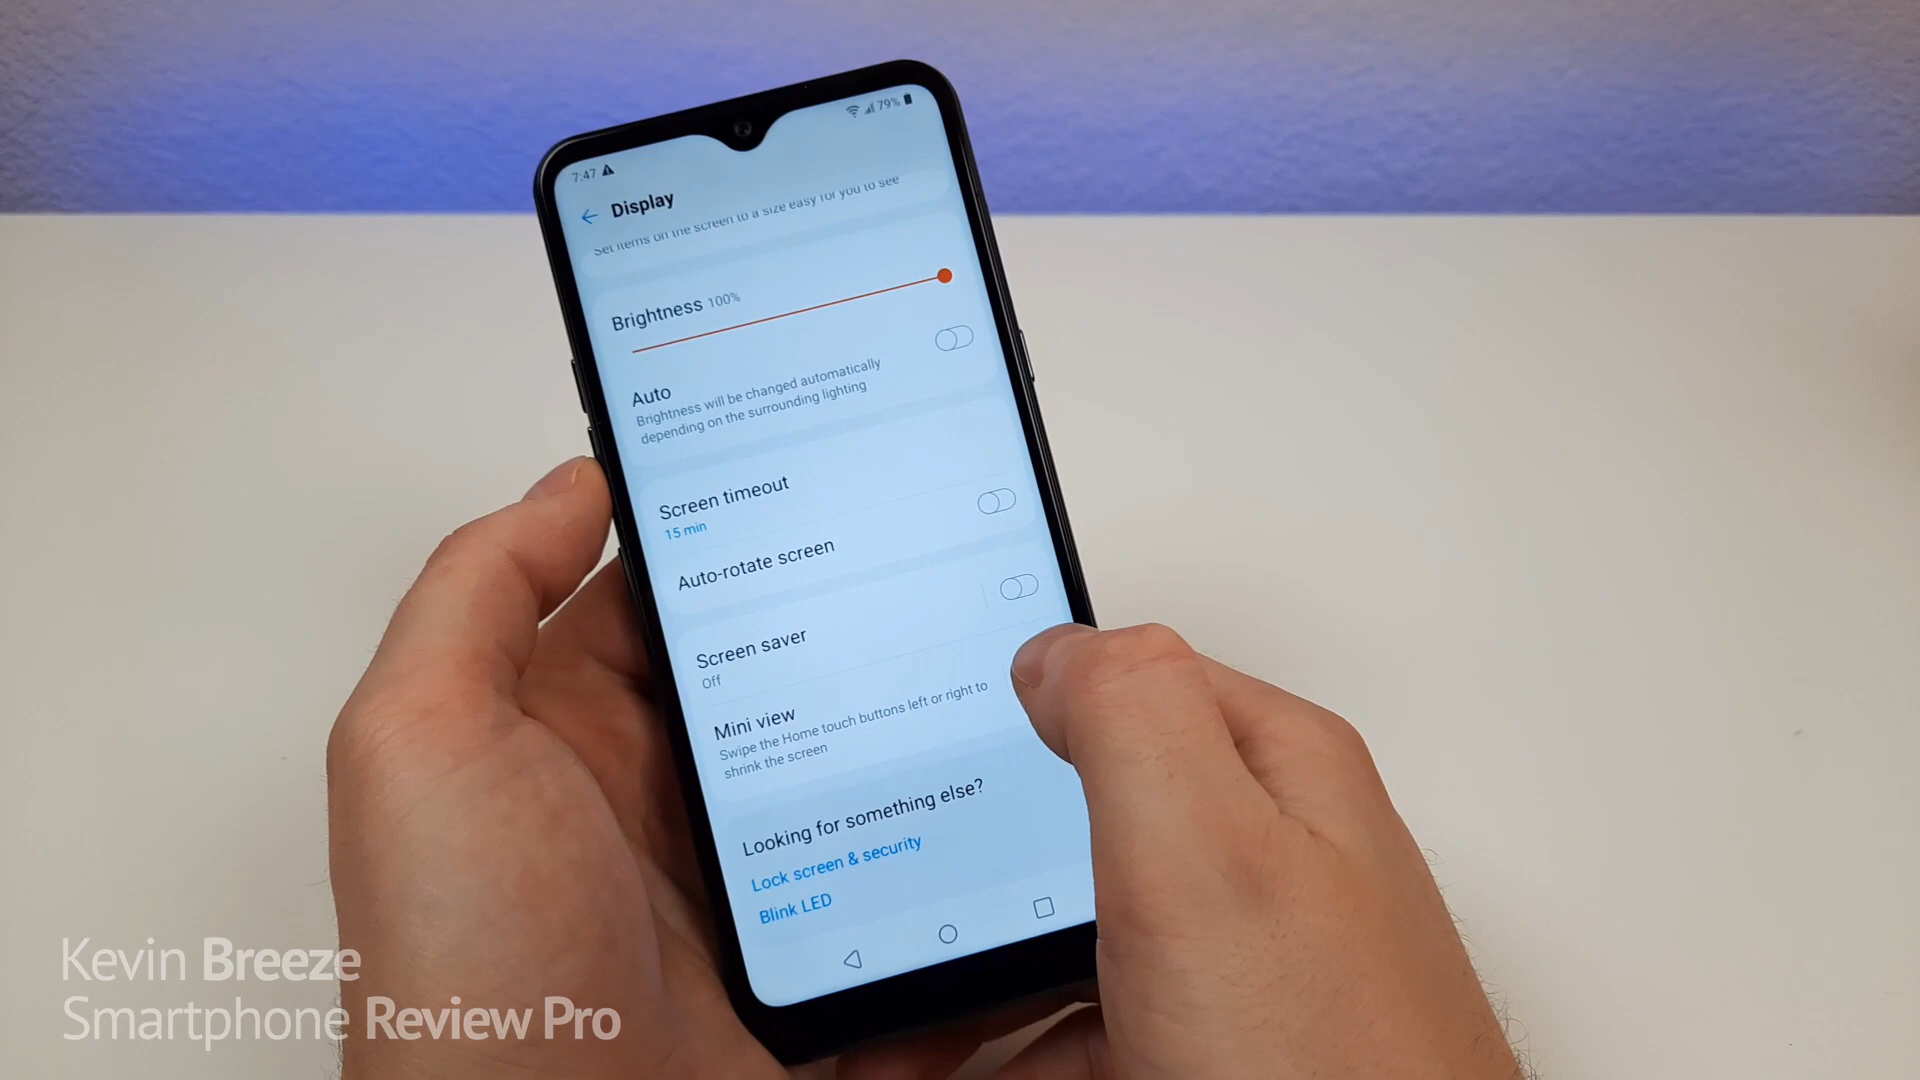 7:47
79%
Display
Set items on the screen to a size easy for you to see
Brightness 100%
Auto
Brightness will be changed automatically
depending on the surrounding lighting
Screen timeout
15 min
Auto-rotate screen
Screen saver
Off
Mini view
Swipe the Home touch buttons left or right to
shrink the screen
Looking for something else?
Lock screen & security
Blink LED
Kevin Breeze
Smartphone Review Pro